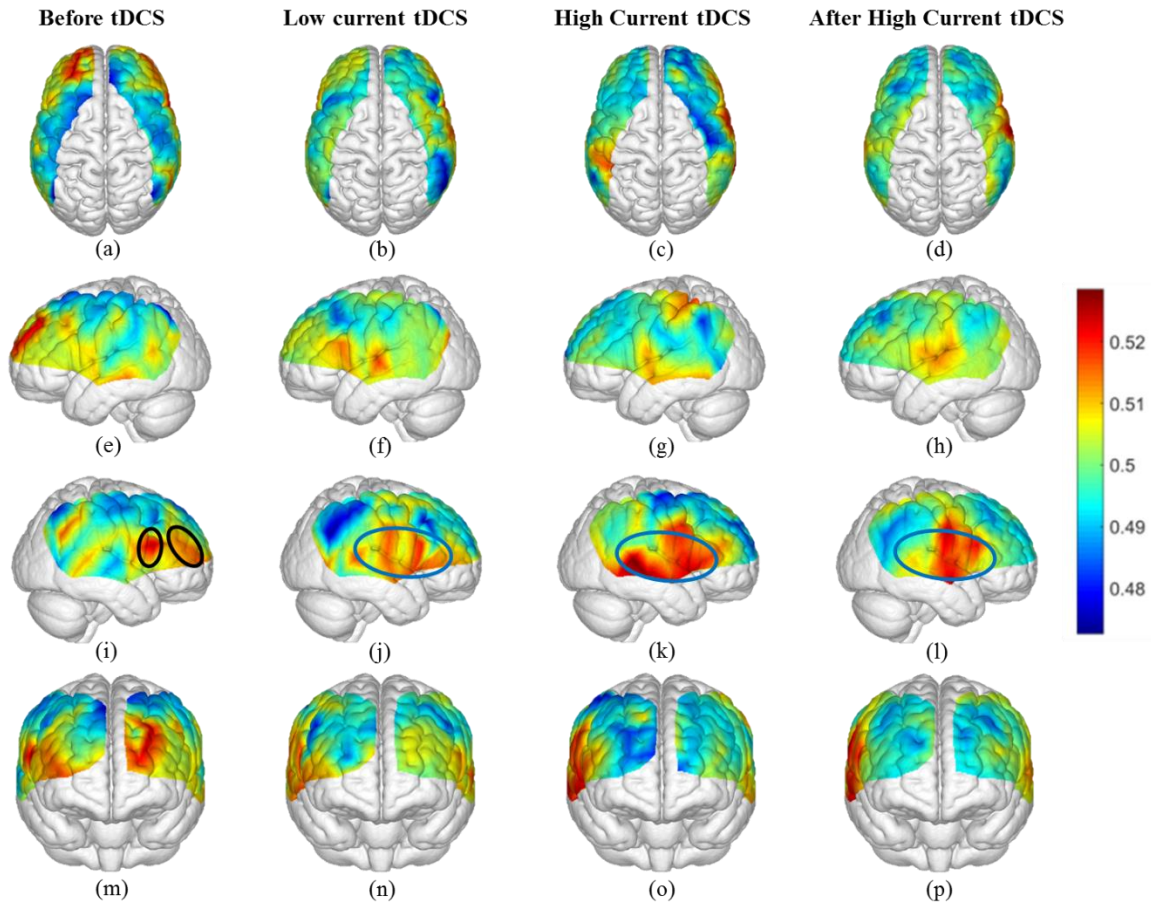 Before tDCS Low current tDCS High Current tDCS After High Current tDCS
(a) (b) (c) (d)
(e) (f) (g) (h)
0.52
0.51
0.5
0.49
0.48
(i) (j) (k) (l)
(m) (n) (o) (p)